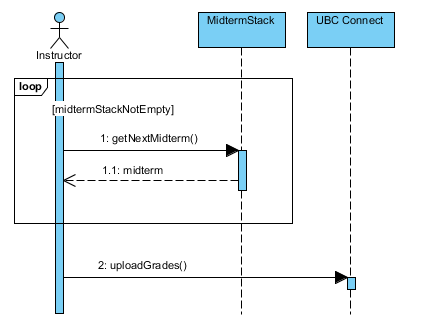 MidtermStack
UBC Connect
Instructor
loop
[midtermStackNotEmpty]
1: getNextMidterm()
1.1: midterm
2: uploadGrades()